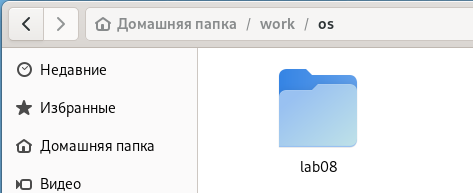 Домашняя папка / work / os
Недавние
Избранные
Домашняя папка
Видео
lab08